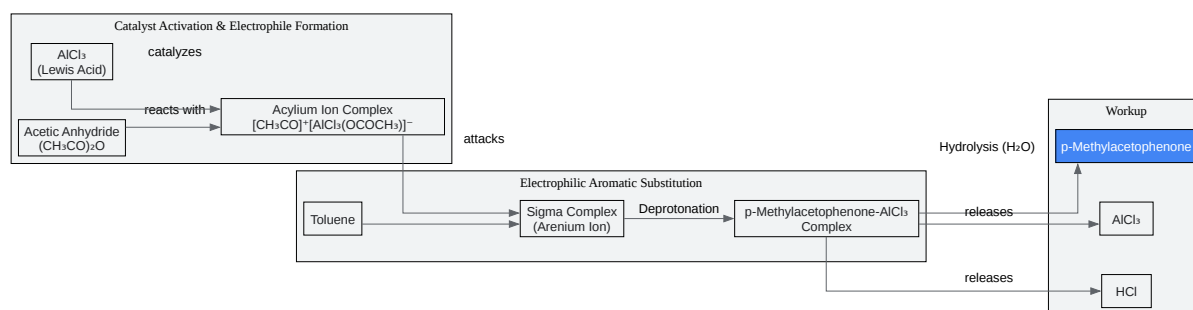 Catalyst Activation & Electrophile Formation
AlCl₃
(Lewis Acid)
catalyzes
reacts with
Acylium Ion Complex
[CH₃CO]⁺[AlCl₃(OCOCH₃)]⁻
Acetic Anhydride
(CH₃CO)₂O
attacks
Electrophilic Aromatic Substitution
Toluene
Sigma Complex
(Arenium Ion)
Deprotonation
p-Methylacetophenone-AlCl₃
Complex
Hydrolysis (H₂O)
releases
releases
Workup
p-Methylacetophenone
AlCl₃
HCl